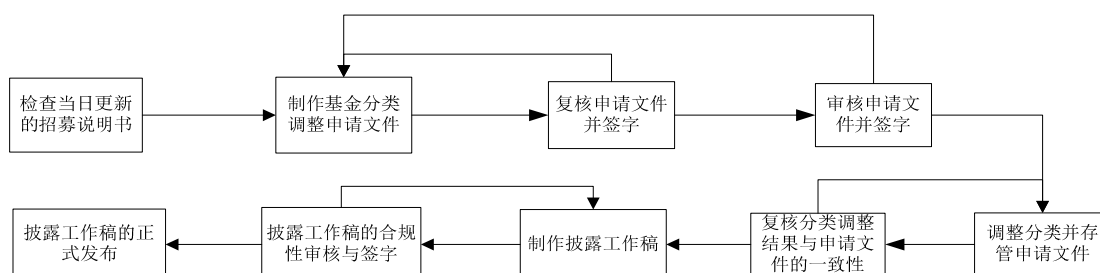 检查当日更新
的招募说明书
制作基金分类
调整申请文件
复核申请文件
并签字
审核申请文
件并签字
披露工作稿的正
式发布
披露工作稿的合规
性审核与签字
制作披露工作稿
复核分类调整
结果与申请文
件的一致性
调整分类并存
管申请文件